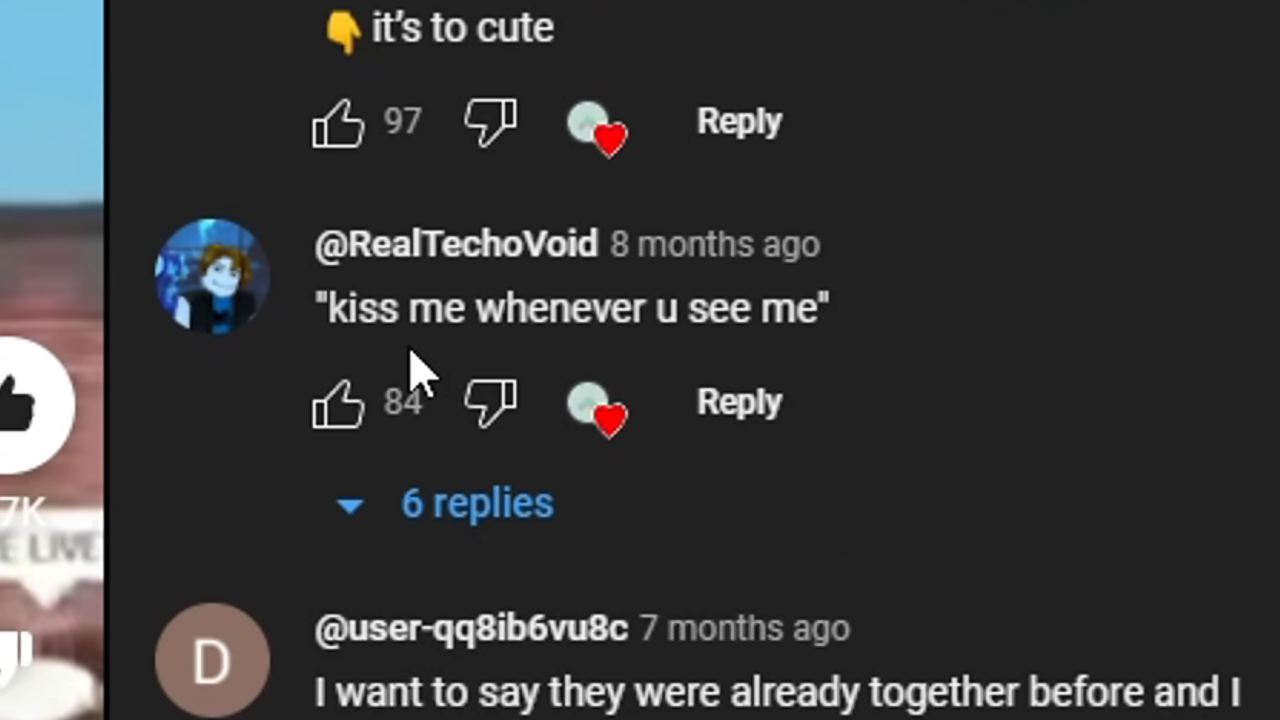 👇 it's to cute
97 Reply
@RealTechoVoid 8 months ago
"kiss me whenever u see me"
84 Reply
7K
E LIVE
6 replies
@user-qq8ib6vu8c 7 months ago
D
I want to say they were already together before and I